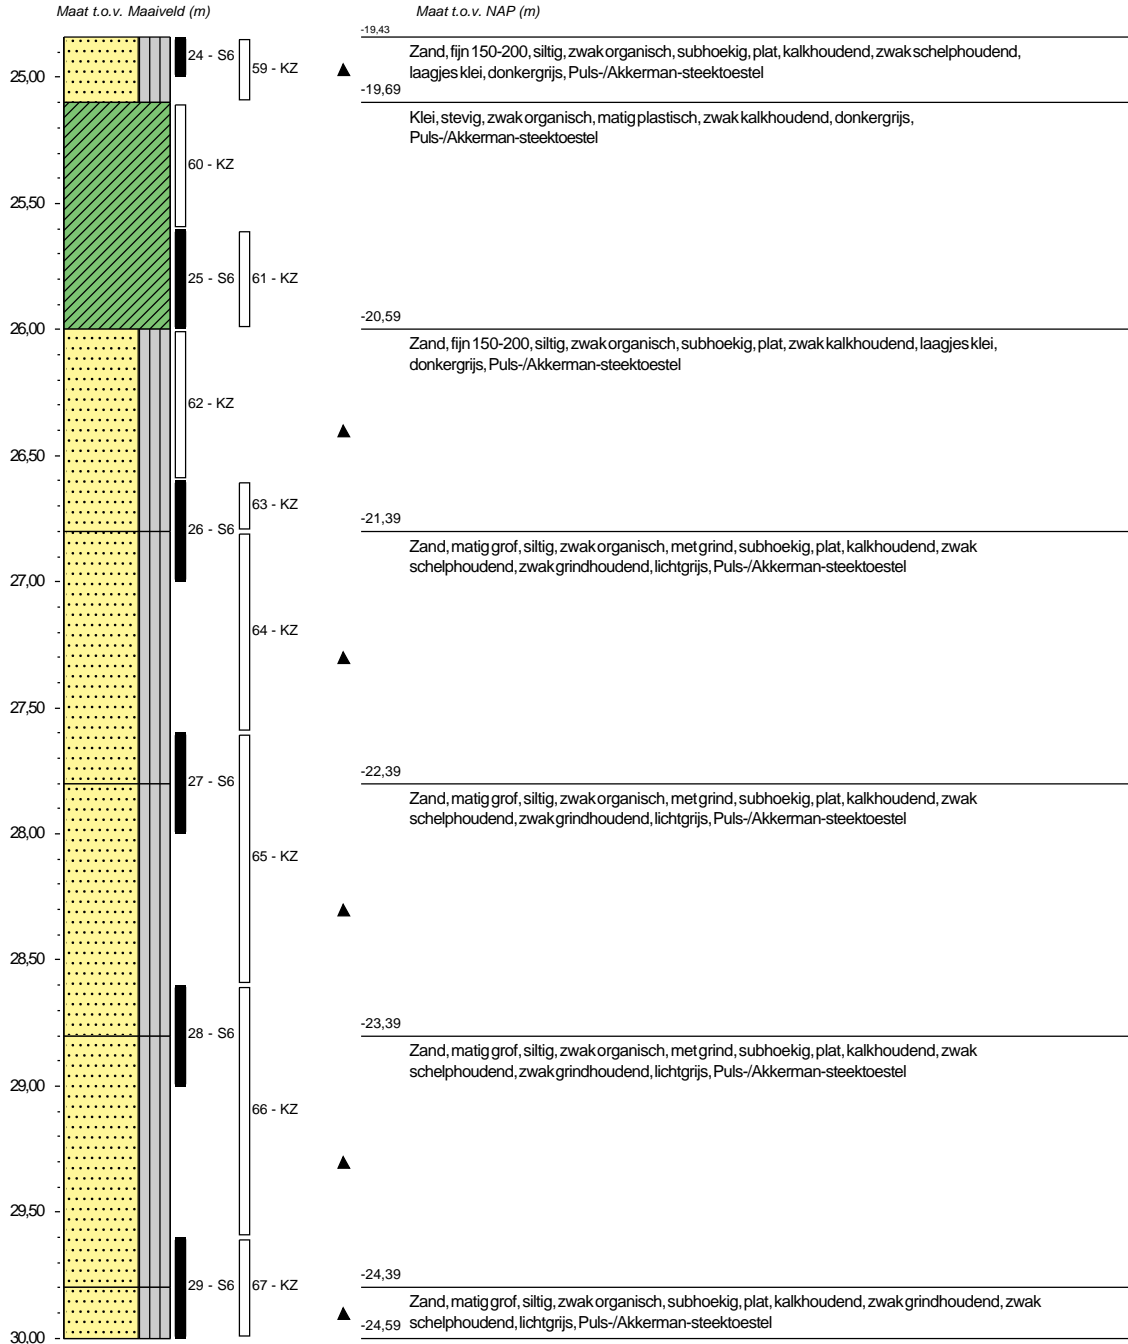 Maat t.o.v. Maaiveld (m)
Maat t.o.v. NAP (m)
-19,43
24 - S6
59 - KZ
Zand, fijn 150-200, siltig, zwak organisch, subhoekig, plat, kalkhoudend, zwak schelphoudend,
laagjes klei, donkergrijs, Puls-/Akkerman-steektoestel
25,00
-19,69
Klei, stevig, zwak organisch, matig plastisch, zwak kalkhoudend, donkergrijs,
Puls-/Akkerman-steektoestel
60 - KZ
25,50
25 - S6
61 - KZ
-20,59
26,00
Zand, fijn 150-200, siltig, zwak organisch, subhoekig, plat, zwak kalkhoudend, laagjes klei,
donkergrijs, Puls-/Akkerman-steektoestel
62 - KZ
26,50
63 - KZ
-21,39
26 - S6
Zand, matig grof, siltig, zwak organisch, met grind, subhoekig, plat, kalkhoudend, zwak
schelphoudend, zwak grindhoudend, lichtgrijs, Puls-/Akkerman-steektoestel
27,00
64 - KZ
27,50
-22,39
27 - S6
Zand, matig grof, siltig, zwak organisch, met grind, subhoekig, plat, kalkhoudend, zwak
schelphoudend, zwak grindhoudend, lichtgrijs, Puls-/Akkerman-steektoestel
28,00
65 - KZ
28,50
-23,39
28 - S6
Zand, matig grof, siltig, zwak organisch, met grind, subhoekig, plat, kalkhoudend, zwak
schelphoudend, zwak grindhoudend, lichtgrijs, Puls-/Akkerman-steektoestel
29,00
66 - KZ
29,50
-24,39
29 - S6
67 - KZ
Zand, matig grof, siltig, zwak organisch, subhoekig, plat, kalkhoudend, zwak grindhoudend, zwak
schelphoudend, lichtgrijs, Puls-/Akkerman-steektoestel
-24,59
30,00